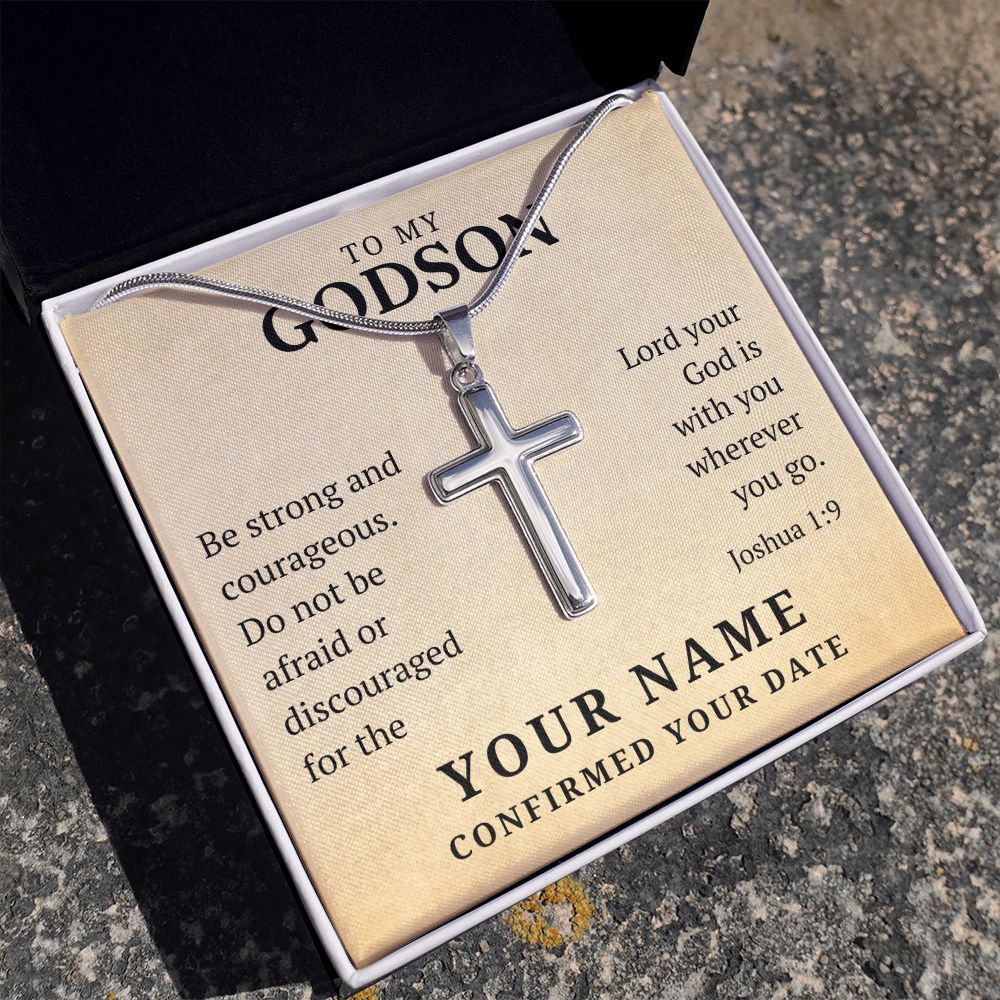 TO MY
GODSON
Be strong and
courageous.
Do not be
afraid or
discouraged
for the
Lord your
God is
with you
wherever
you go.
Joshua 1:9
YOUR NAME
CONFIRMED YOUR DATE